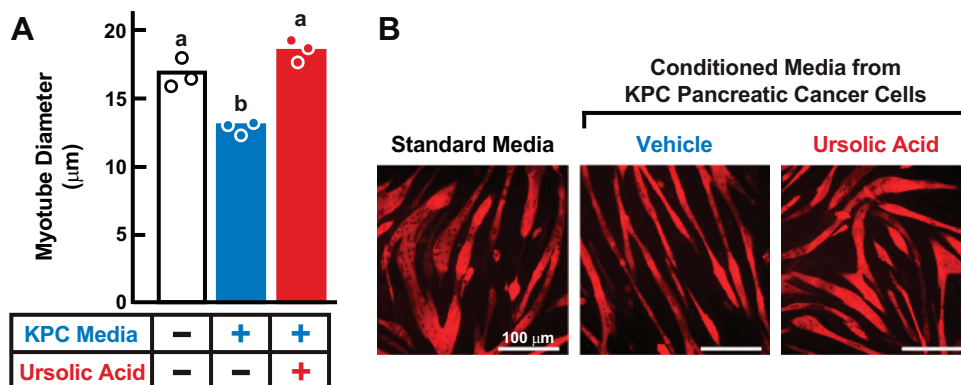 A
Myotube Diameter
(μm)
20
15
10
5
0
a
b
a
KPC Media − + +
Ursolic Acid − − +
B
Conditioned Media from
KPC Pancreatic Cancer Cells
Standard Media
Vehicle
Ursolic Acid
100 μm